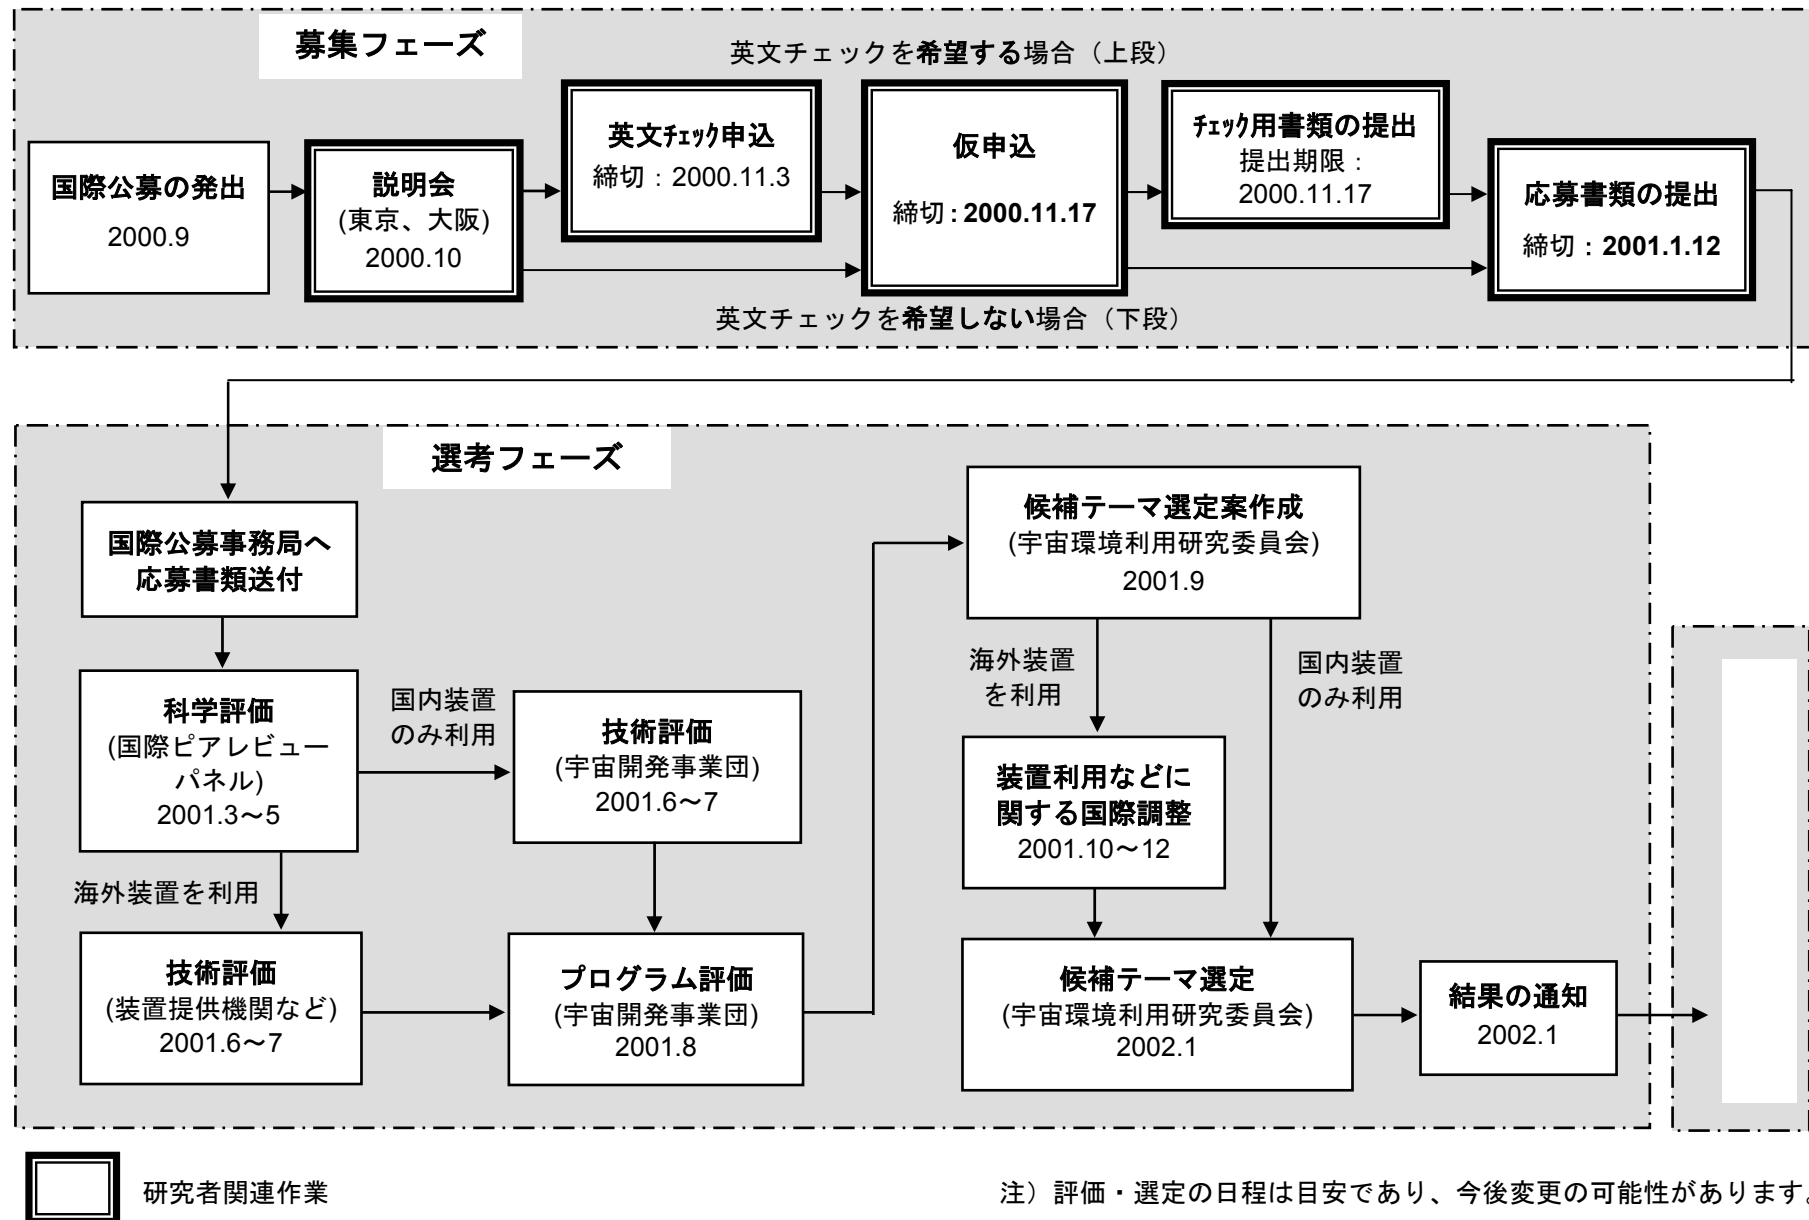 募集フェーズ
英文チェックを希望する場合（上段）
国際公募の発出
2000.9
説明会
(東京、大阪)
2000.10
英文ﾁｪｯｸ申込
締切：2000.11.3
仮申込
締切：2000.11.17
ﾁｪｯｸ用書類の提出
提出期限：
2000.11.17
応募書類の提出
締切：2001.1.12
英文チェックを希望しない場合（下段）
選考フェーズ
国際公募事務局へ
応募書類送付
科学評価
(国際ピアレビュー
パネル)
2001.3～5
国内装置
のみ利用
技術評価
(宇宙開発事業団)
2001.6～7
海外装置を利用
技術評価
(装置提供機関など)
2001.6～7
プログラム評価
(宇宙開発事業団)
2001.8
候補テーマ選定案作成
(宇宙環境利用研究委員会)
2001.9
海外装置
を利用
国内装置
のみ利用
装置利用などに
関する国際調整
2001.10～12
候補テーマ選定
(宇宙環境利用研究委員会)
2002.1
結果の通知
2002.1
研究者関連作業
注）評価・選定の日程は目安であり、今後変更の可能性があります。